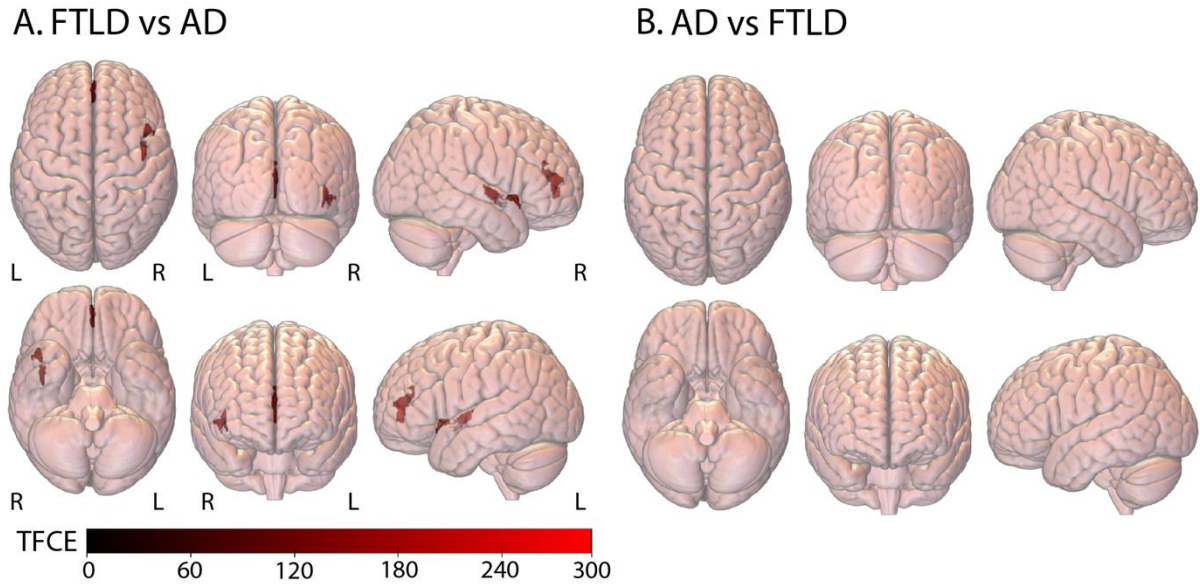 A. FTLD vs AD
B. AD vs FTLD
L R L R R
R L R L L
TFCE
0 60 120 180 240 300